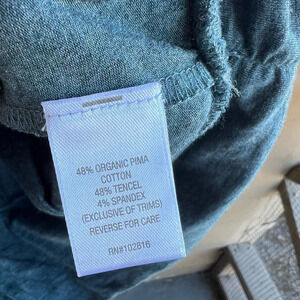 48% ORGANIC PIMA
COTTON
48% TENCEL
4% SPANDEX
(EXCLUSIVE OF TRIMS)
REVERSE FOR CARE
RN#102816